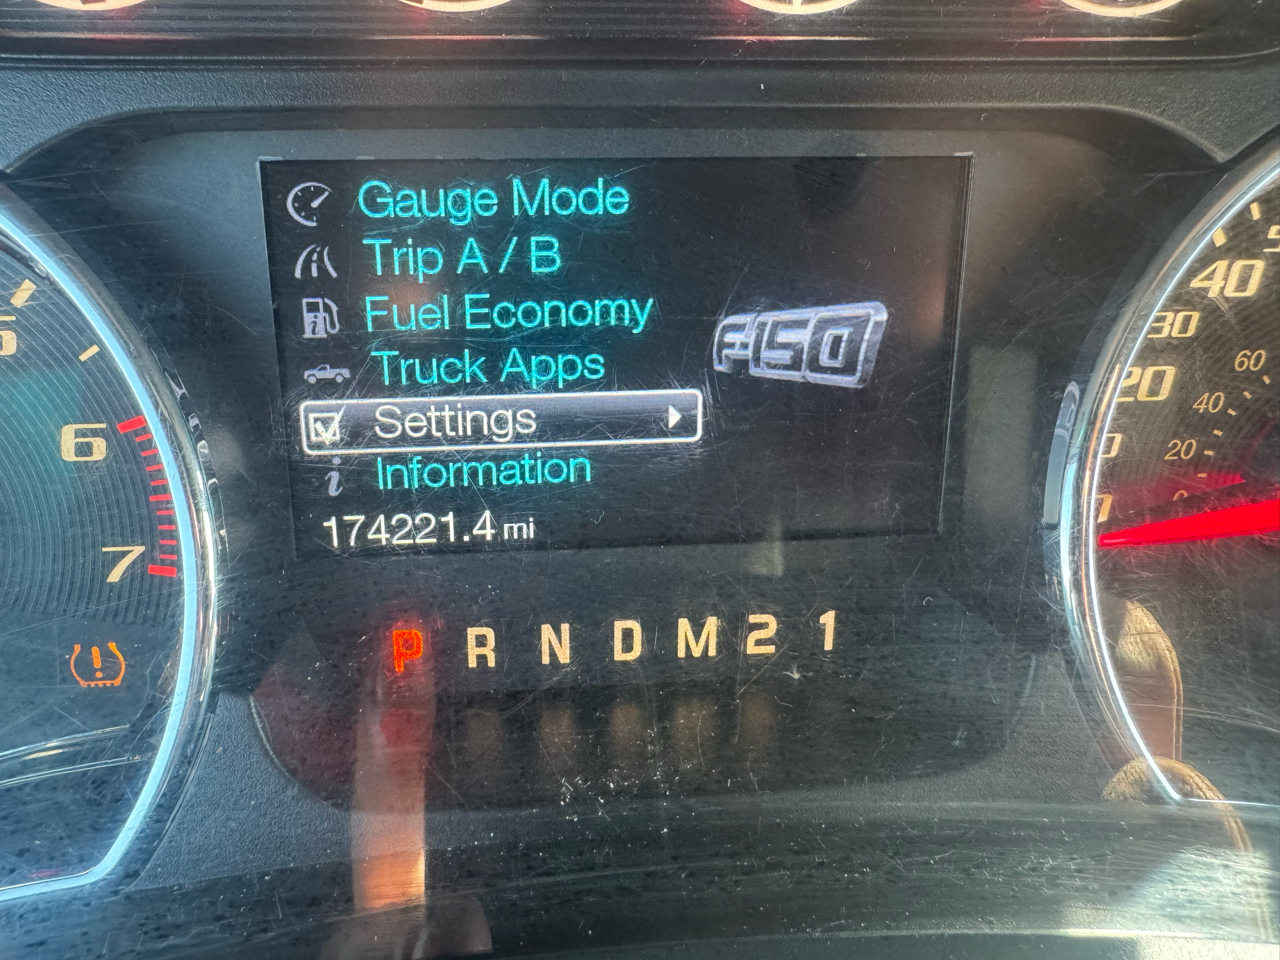 Gauge Mode
Trip A / B
Fuel Economy
Truck Apps
Settings
Information
174221.4 mi
F-150
P R N D M 2 1
6
7
40
30
20
60
40
20